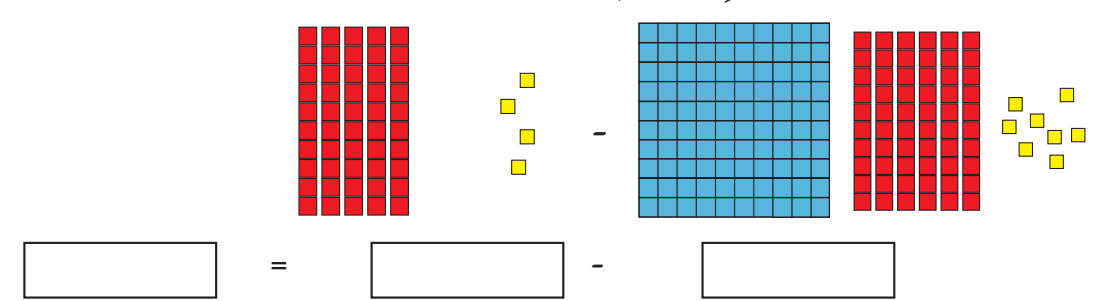 -
= -